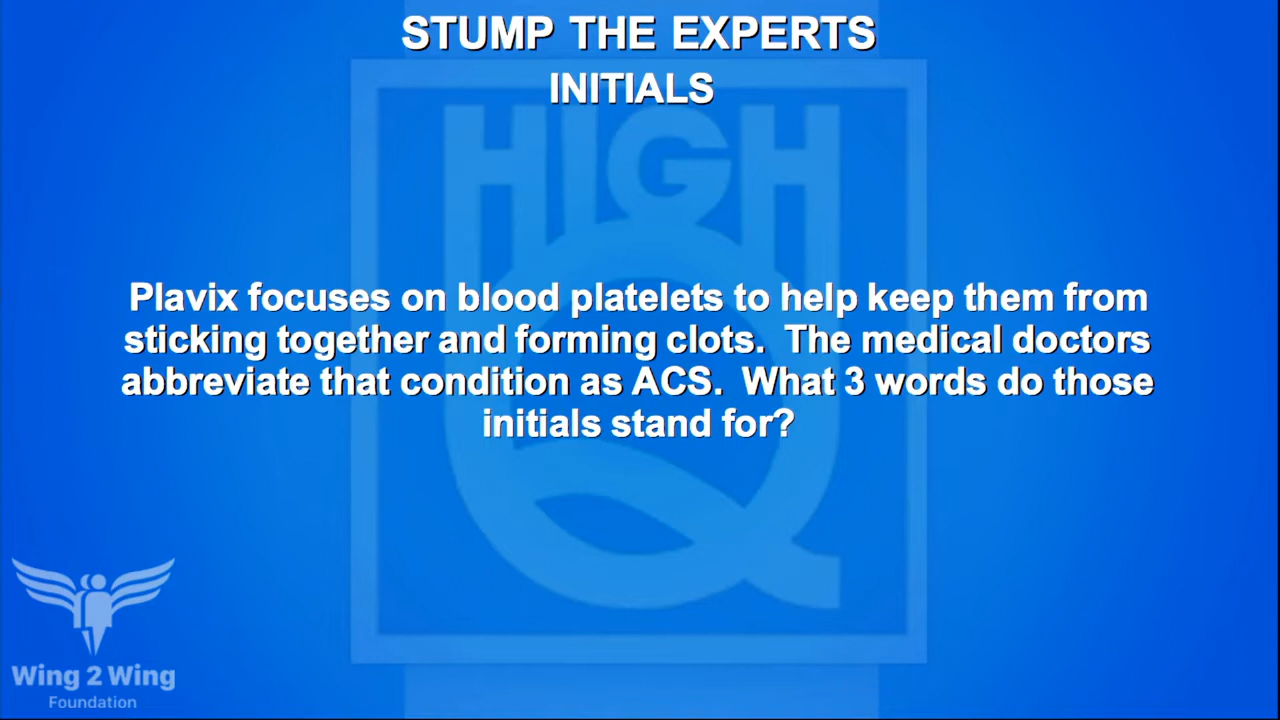 STUMP THE EXPERTS
INITIALS
HIGH
Q
Plavix focuses on blood platelets to help keep them from
sticking together and forming clots.  The medical doctors
abbreviate that condition as ACS.  What 3 words do those
initials stand for?
Wing 2 Wing
Foundation